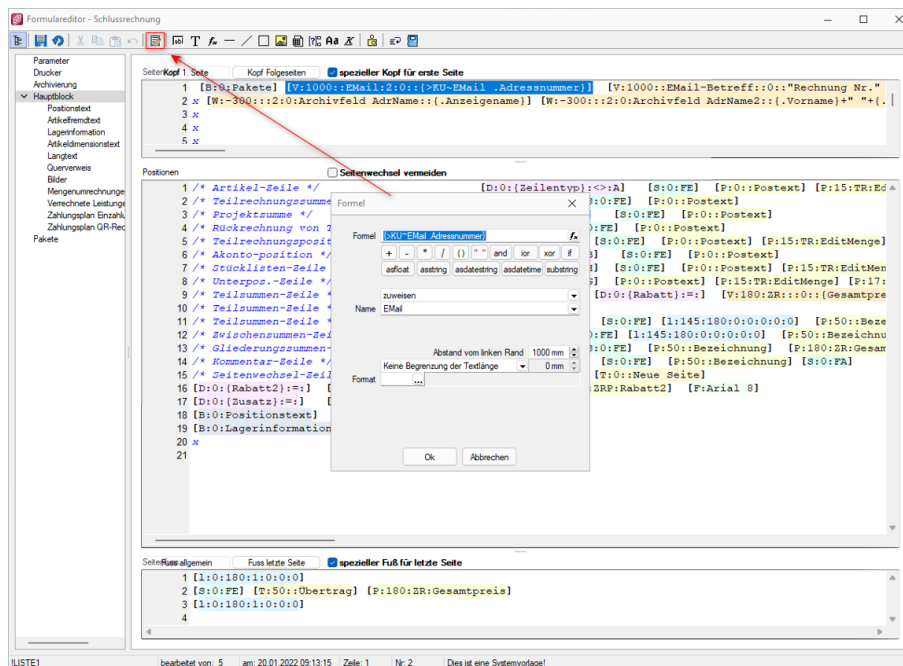 Formulareditor - Schlussrechnung
Parameter
Drucker
Archivierung
Hauptblock
Positionstext
Artikelfremdtext
Lagerinfomation
Artikeldimensionstext
Langtext
Querverweis
Bilder
Mengenumrechnunge
Verrechnete Leistunge
Zahlungsplan Einzahlu
Zahlungsplan QR-Rec
Pakete
Kopf 1. Seite Kopf Folgeseiten spezieller Kopf für erste Seite
1 [B:0:Pakete] [V:1000::EMail:2:0::{>KU~EMail .Adressnummer}] [V:1000::EMail-Betreff::0::"Rechnung Nr."
2 x [W:-300:::2:0:Archivfeld AdrName::{.Anzeigename}] [W:-300:::2:0:Archivfeld AdrName2::{.Vorname}+" "+{.
3 x
4 x
5 x
Positionen Seitenwechsel vermeiden
1 /* Artikel-Zeile */ [D:0:{Zeilentyp}:<>:A] [S:0:FE] [P:0::Postext] [P:15:TR:Ed
2 /* Teilrechnungssumme :0:FE] [P:0::Postext]
3 /* Projektsumme */ [S:0:FE] [P:0::Postext]
4 /* Rückrechnung von T :FE] [P:0::Postext]
5 /* Teilrechnungsposit [S:0:FE] [P:0::Postext] [P:15:TR:EditMenge]
6 /* Akonto-position */ [S:0:FE] [P:0::Postext]
7 /* Stücklisten-Zeile [S:0:FE] [P:0::Postext] [P:15:TR:EditMen
8 /* Unterpos.-Zeile */ [P:0::Postext] [P:15:TR:EditMenge] [P:17:
9 /* Teilsummen-Zeile * [D:0:{Rabatt}:=:] [V:180:ZR:::0::{Gesamtpre
10 /* Teilsummen-Zeile *
11 /* Teilsummen-Zeile * [S:0:FE] [l:145:180:0:0:0:0:0] [P:50::Beze
12 /* Zwischensummen-Zei :0:FE] [l:145:180:0:0:0:0:0] [P:50::Bezeichn
13 /* Gliederungssummen- :0:FE] [P:50::Bezeichnung] [P:180:ZR:Gesam
14 /* Kommentar-Zeile */ [S:0:FE] [P:50::Bezeichnung] [S:0:FA]
15 /* Seitenwechsel-Zeil [T:0::Neue Seite]
16 [D:0:{Rabatt2}:=:] [ZRP:Rabatt2] [F:Arial 8]
17 [D:0:{Zusatz}:=:]
18 [B:0:Positionstext]
19 [B:0:Lagerinformation
20 x
21
Formel
Formel {>KU~EMail .Adressnummer} fx
+ - * / () " " and ior xor if
asfloat asstring asdatestring asdatetime substring
zuweisen
Name EMail
Abstand vom linken Rand 1000 mm
Keine Begrenzung der Textlänge 0 mm
Format ...
Ok Abbrechen
Fuss allgemein Fuss letzte Seite spezieller Fuß für letzte Seite
1 [l:0:180:1:0:0:0]
2 [S:0:FE] [T:50::Übertrag] [P:180:ZR:Gesamtpreis]
3 [l:0:180:1:0:0:0]
4
!LISTE1 bearbeitet von: 5 am: 20.01.2022 09:13:15 Zeile: 1 Nr: 2 Dies ist eine Systemvorlage!